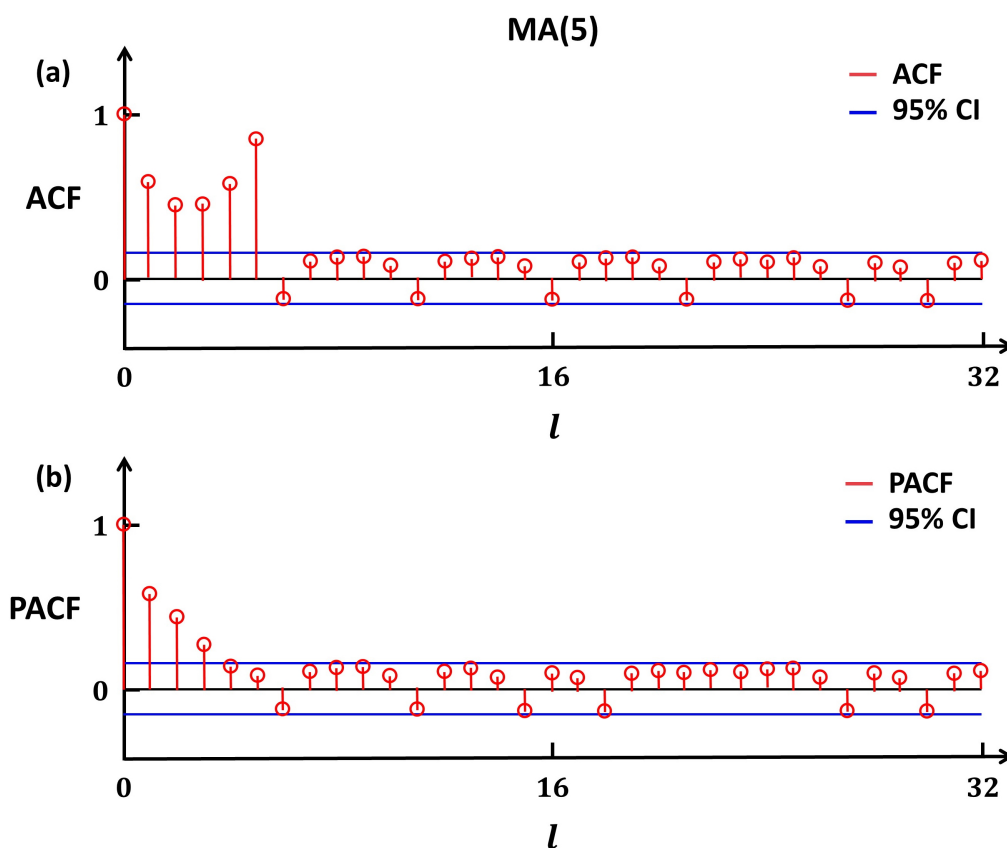 MA(5)
(a)
ACF
95% CI
1
ACF
0
0 16 32
l
(b)
PACF
95% CI
1
PACF
0
0 16 32
l